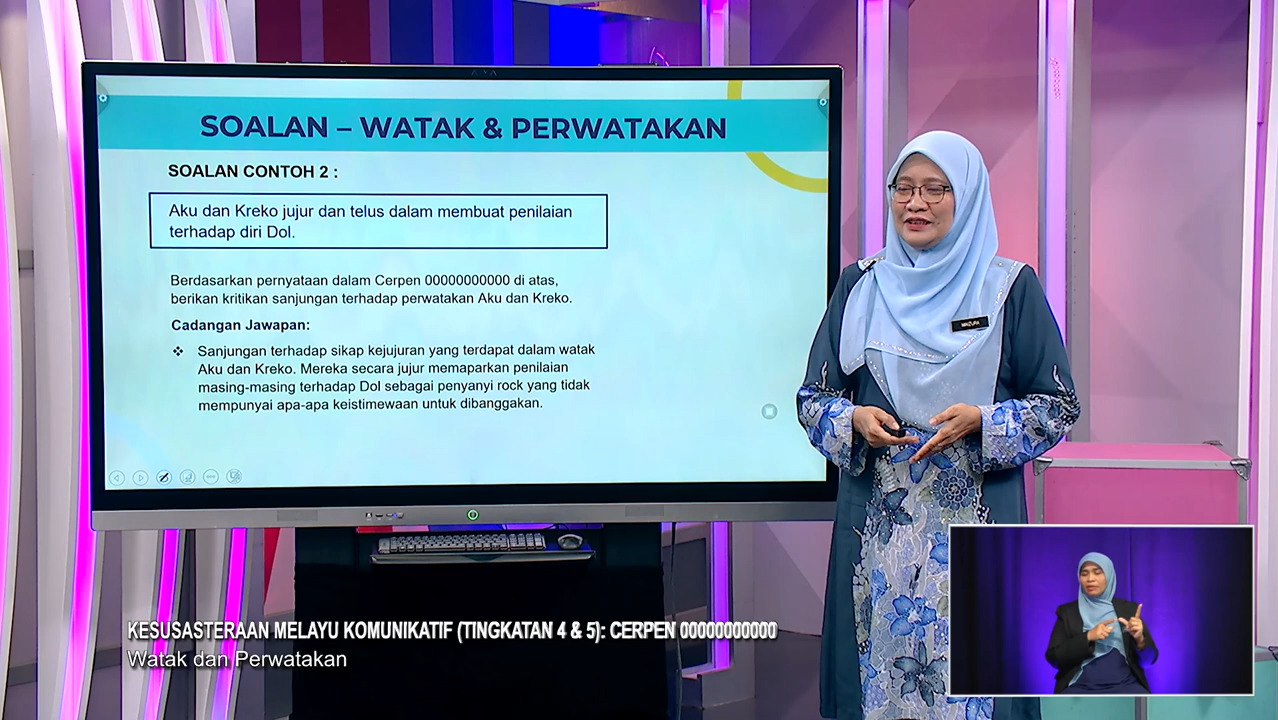 SOALAN – WATAK & PERWATAKAN
SOALAN CONTOH 2 :
Aku dan Kreko jujur dan telus dalam membuat penilaian
terhadap diri Dol.
Berdasarkan pernyataan dalam Cerpen 00000000000 di atas,
berikan kritikan sanjungan terhadap perwatakan Aku dan Kreko.
Cadangan Jawapan:
❖ Sanjungan terhadap sikap kejujuran yang terdapat dalam watak
Aku dan Kreko. Mereka secara jujur memaparkan penilaian
masing-masing terhadap Dol sebagai penyanyi rock yang tidak
mempunyai apa-apa keistimewaan untuk dibanggakan.
MAIZURA
KESUSASTERAAN MELAYU KOMUNIKATIF (TINGKATAN 4 & 5): CERPEN 00000000000
Watak dan Perwatakan